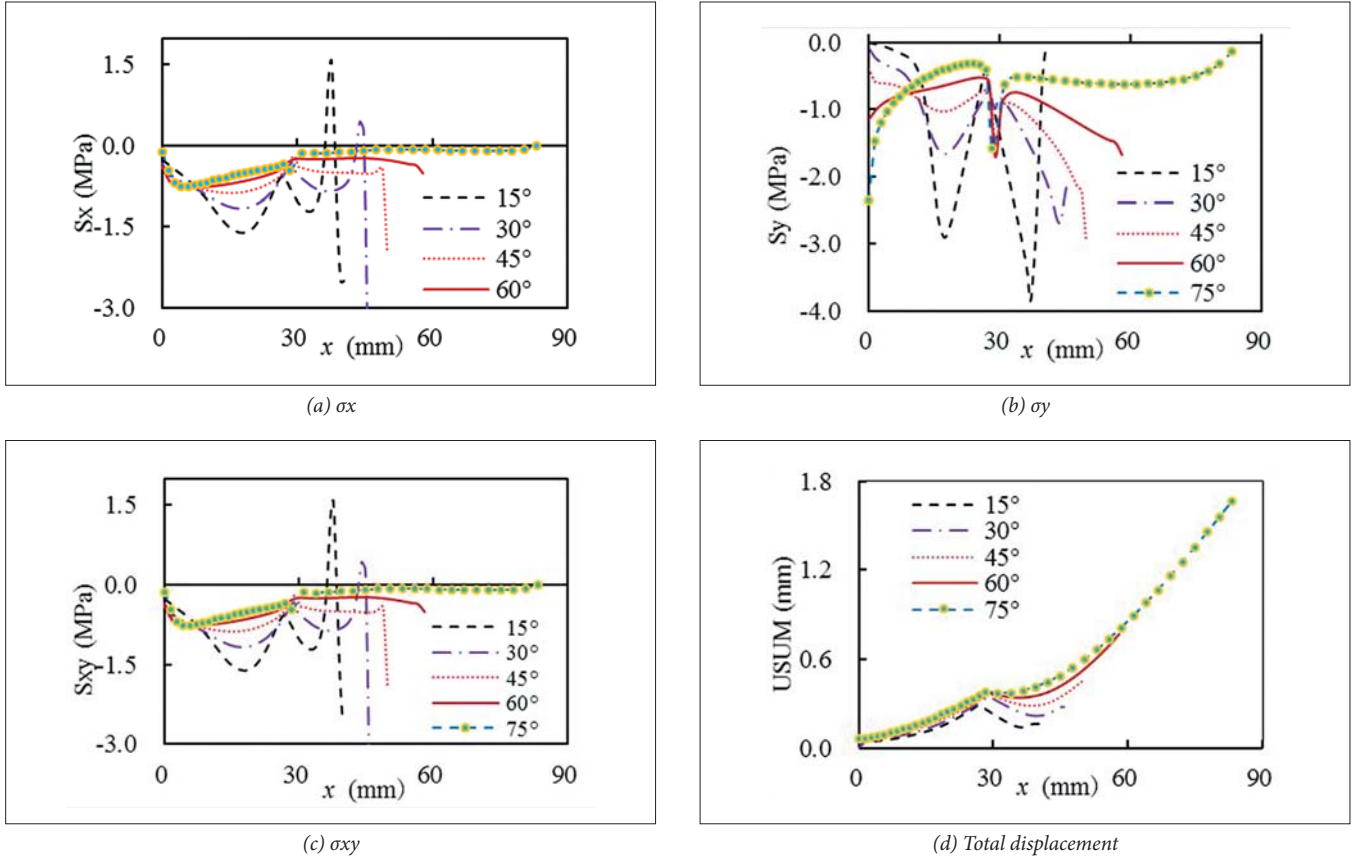 1.5
0.0
-1.5
-3.0
Sx (MPa)
0 30 60 90
x (mm)
15°
30°
45°
60°
(a) σx
0.0
-1.0
-2.0
-3.0
-4.0
Sy (MPa)
0 30 60 90
x (mm)
15°
30°
45°
60°
75°
(b) σy
1.5
0.0
-1.5
-3.0
Sxy (MPa)
0 30 60 90
x (mm)
15°
30°
45°
60°
75°
(c) σxy
1.8
1.2
0.6
0.0
USUM (mm)
0 30 60 90
x (mm)
15°
30°
45°
60°
75°
(d) Total displacement